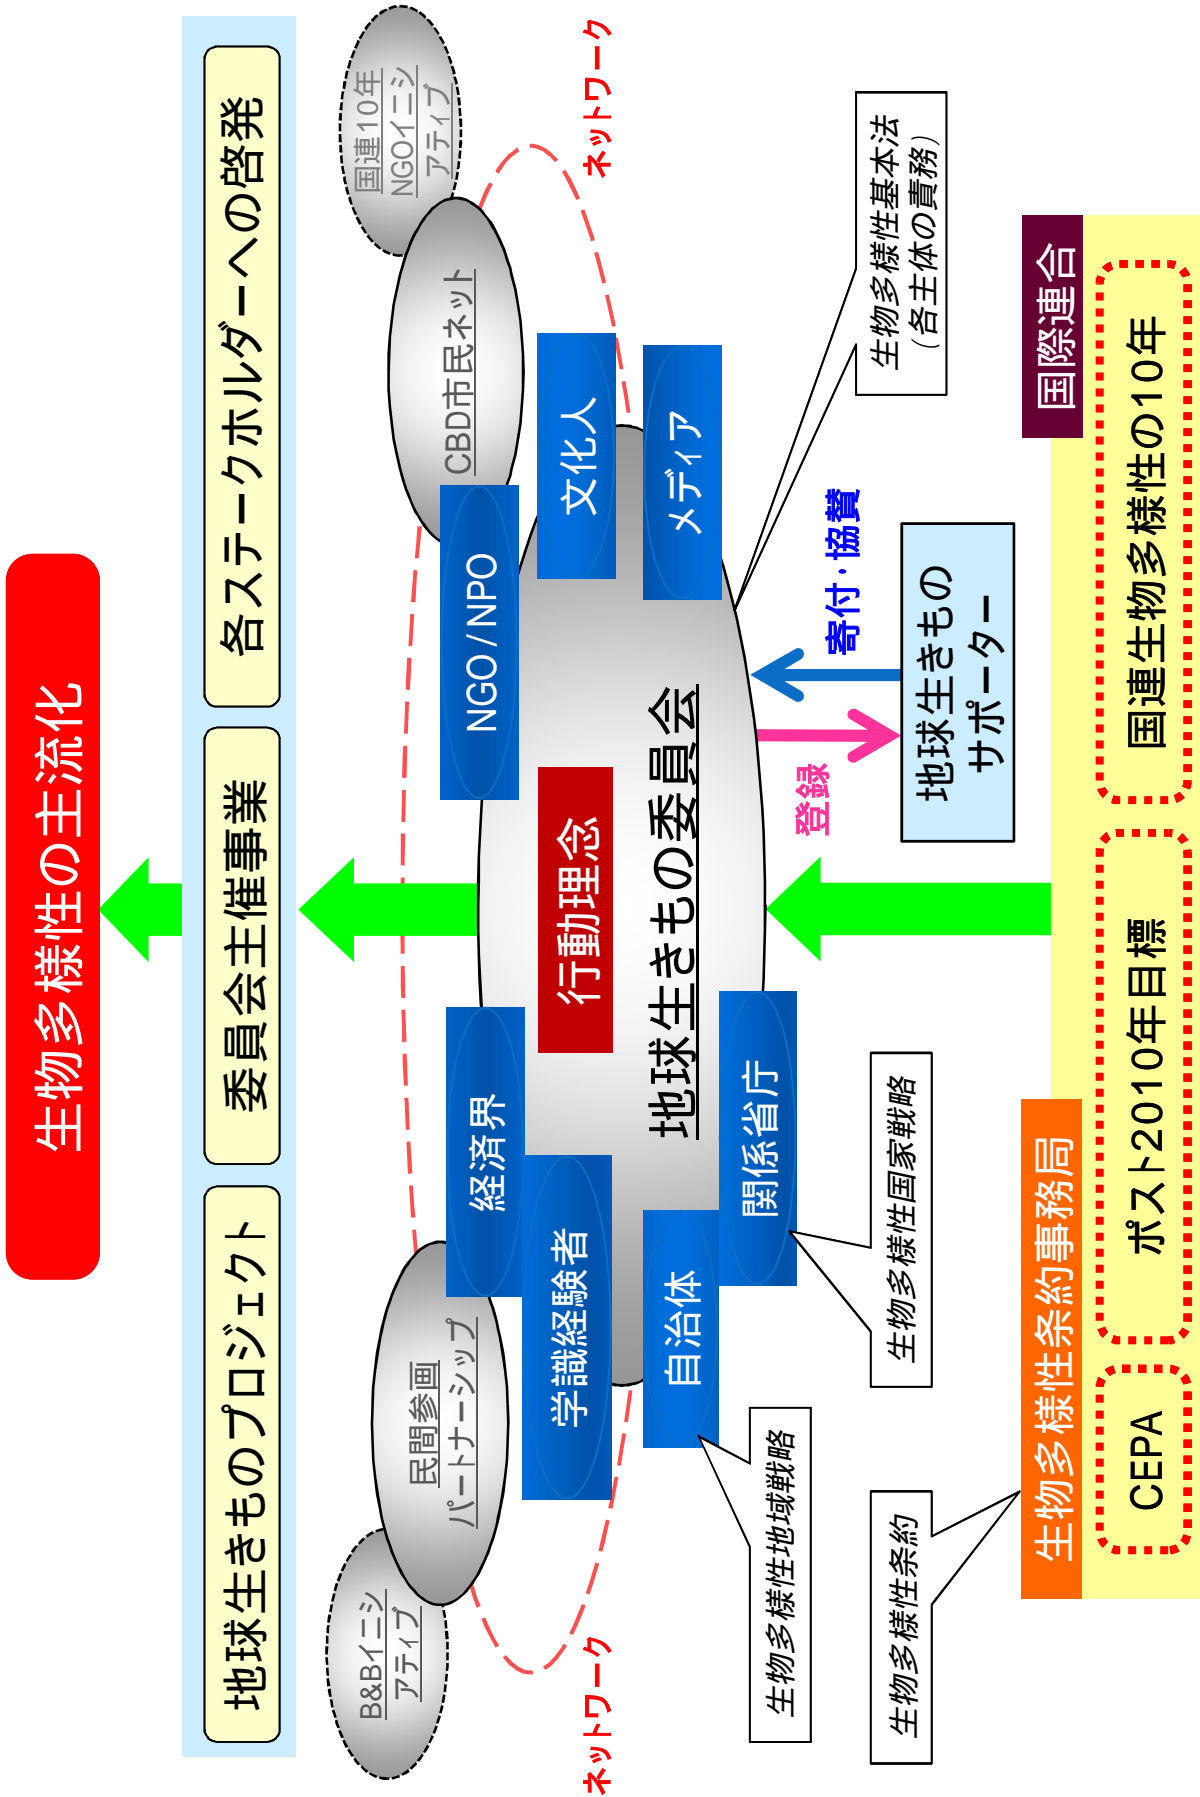 生物多様性の主流化
地球生きものプロジェクト
委員会主催事業
各ステークホルダーへの啓発
B&Bイニシ
アティブ
民間参画
パートナーシップ
CBD市民ネット
国連10年
NGOイニシ
アティブ
ネットワーク
ネットワーク
経済界
NGO/NPO
学識経験者
行動理念
文化人
自治体
地球生きもの委員会
メディア
関係省庁
生物多様性地域戦略
生物多様性国家戦略
生物多様性基本法
(各主体の責務)
登録
寄付・協賛
地球生きもの
サポーター
生物多様性条約
生物多様性条約事務局
国際連合
CEPA
ポスト2010年目標
国連生物多様性の10年